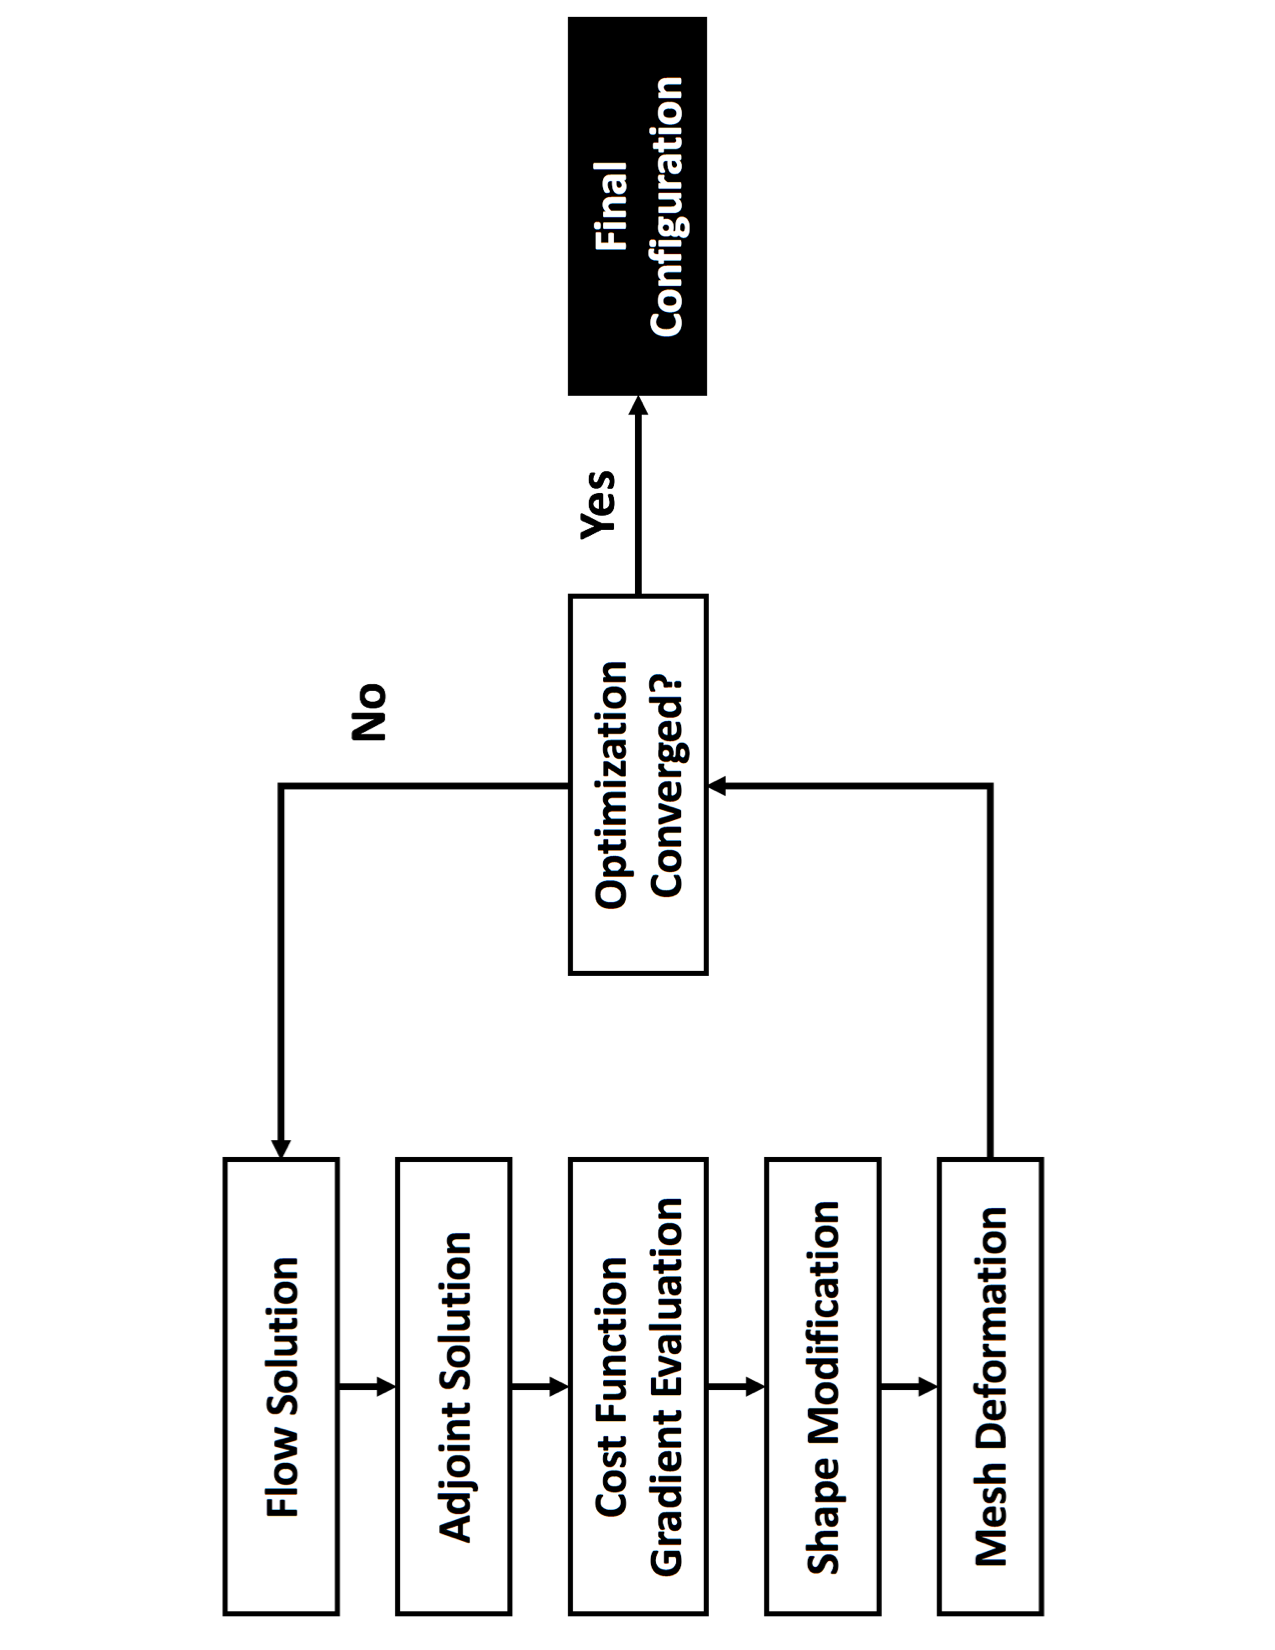 Flow Solution
Adjoint Solution
Cost Function
Gradient Evaluation
Shape Modification
Mesh Deformation
No
Optimization
Converged?
Yes
Final
Configuration